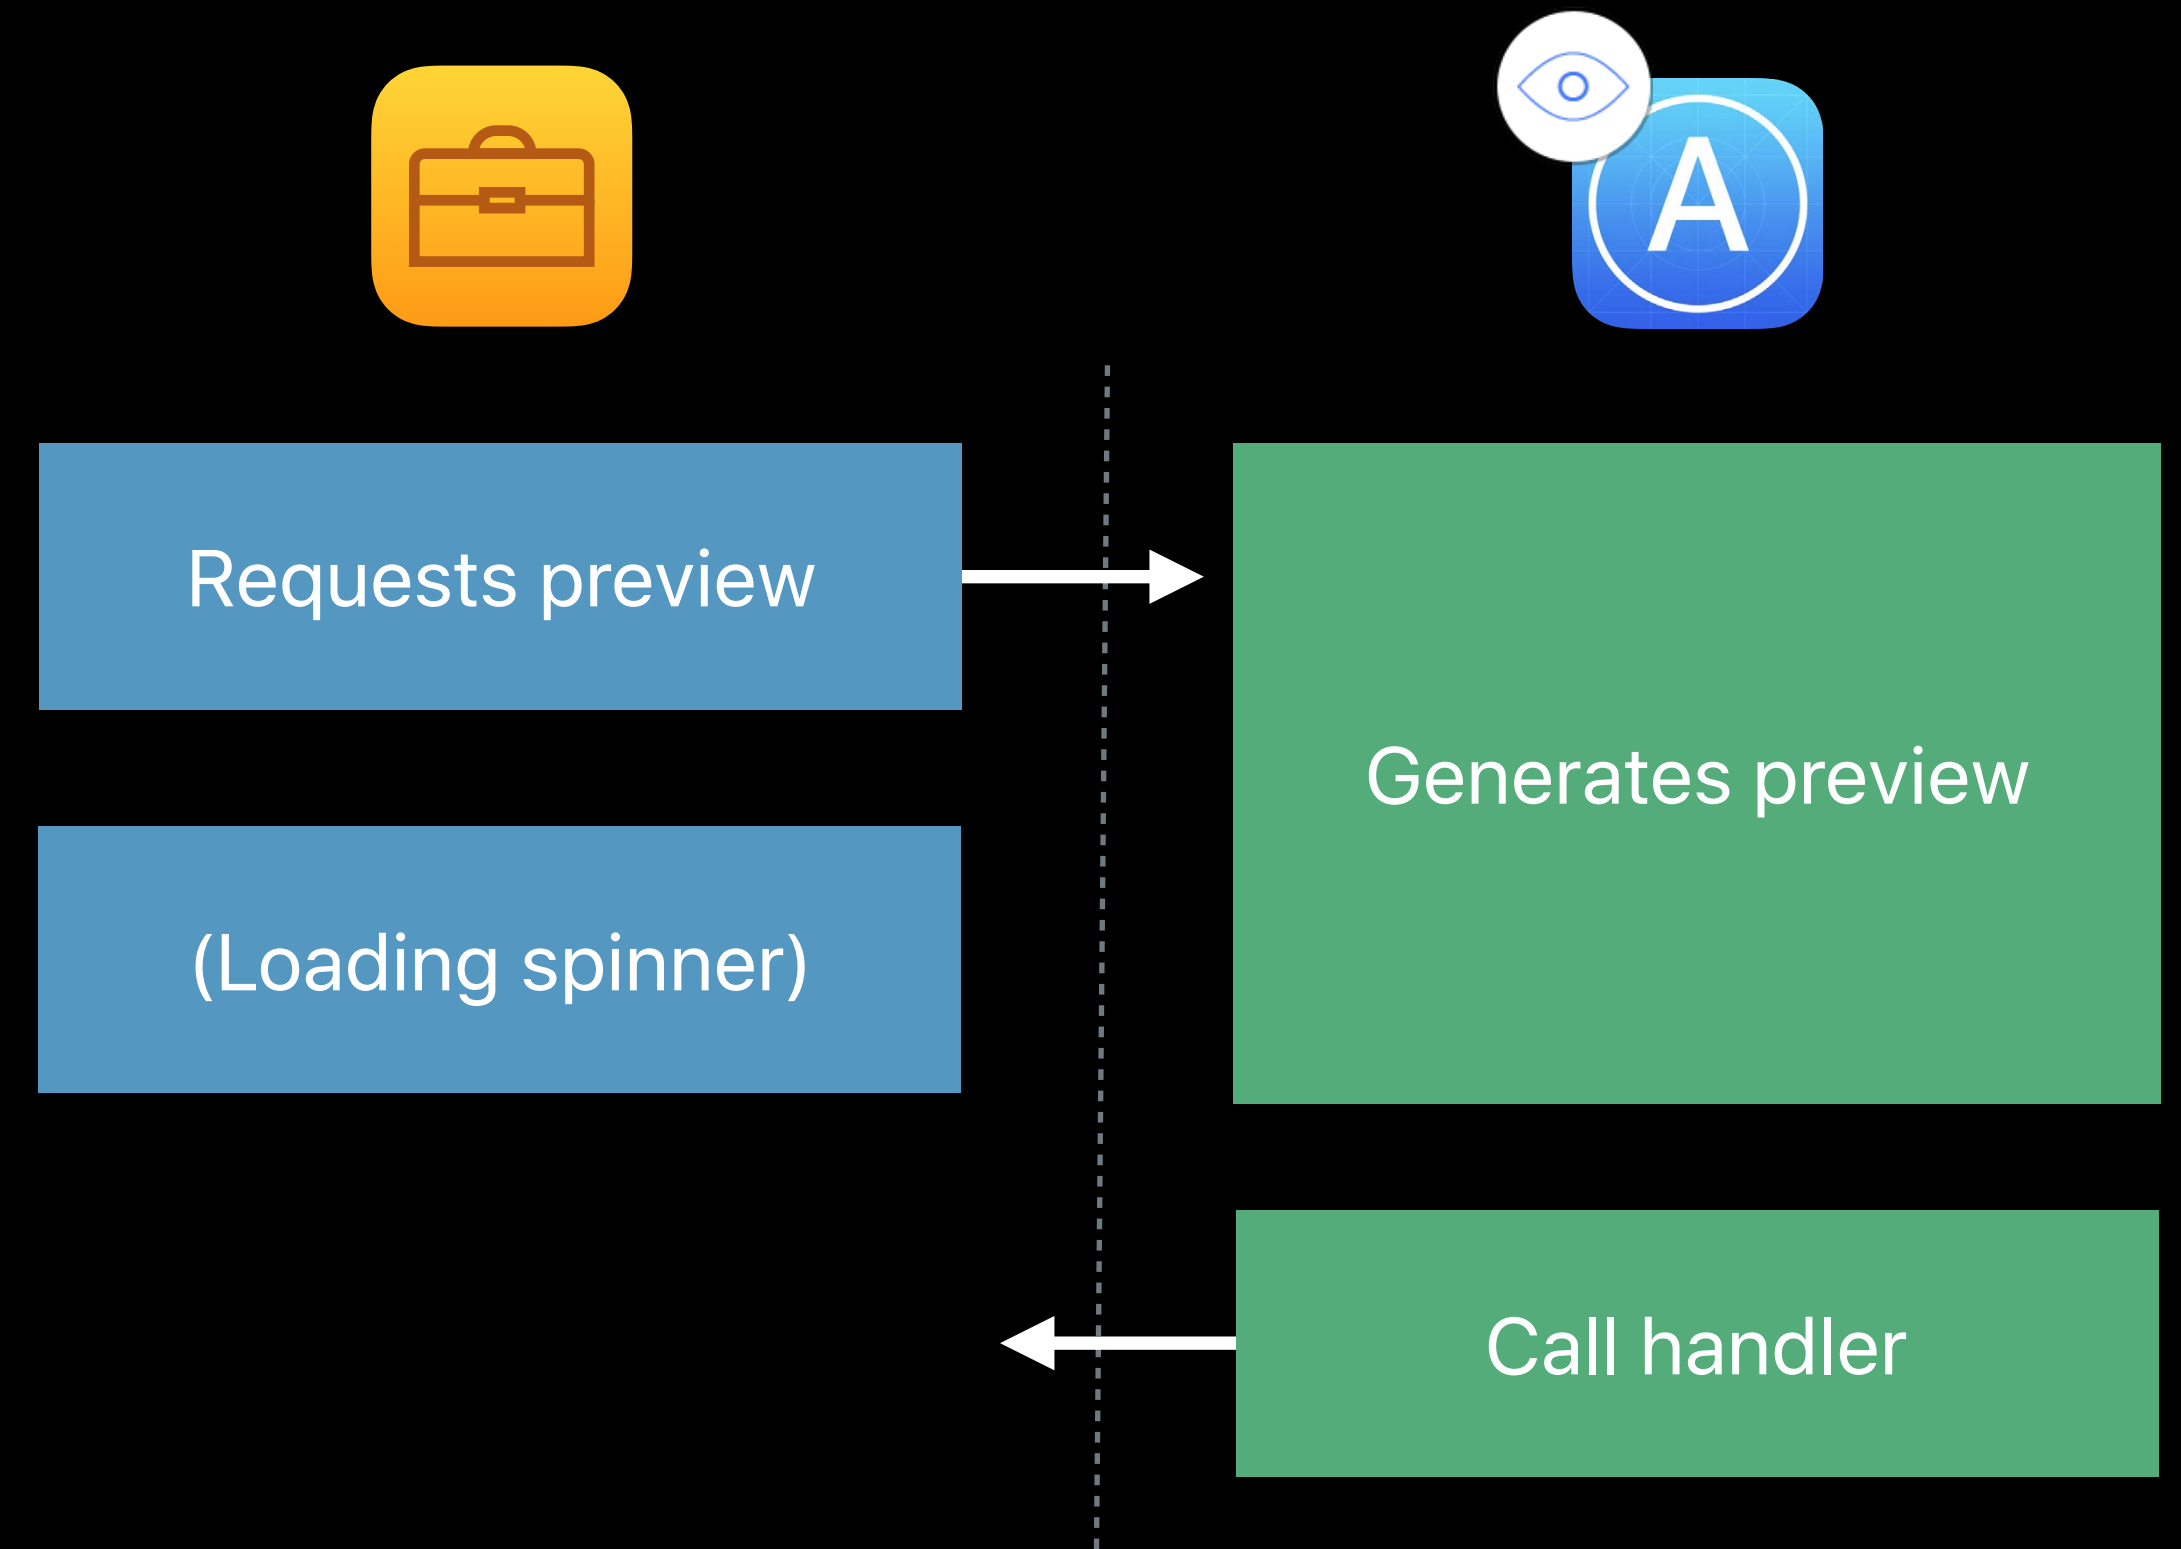 A
Requests preview
Generates preview
(Loading spinner)
Call handler